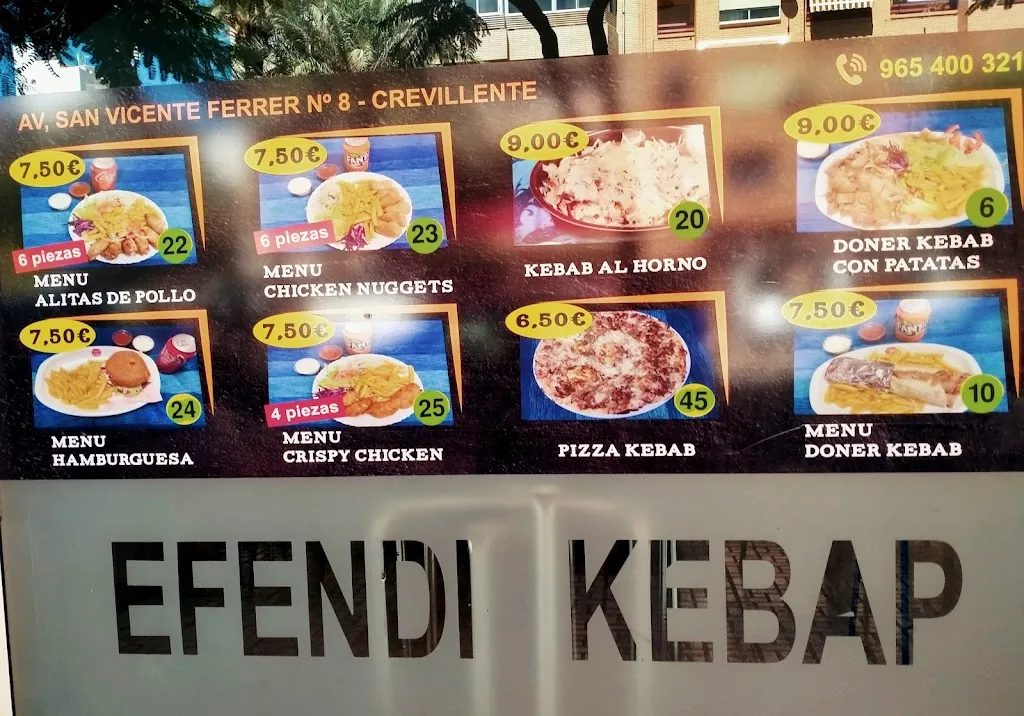 AV, SAN VICENTE FERRER Nº 8 - CREVILLENTE
965 400 321
7,50€
6 piezas
22
MENU
ALITAS DE POLLO
7,50€
FANT
6 piezas
23
MENU
CHICKEN NUGGETS
9,00€
20
KEBAB AL HORNO
9,00€
6
DONER KEBAB
CON PATATAS
7,50€
24
MENU
HAMBURGUESA
7,50€
4 piezas
25
MENU
CRISPY CHICKEN
6,50€
45
PIZZA KEBAB
7,50€
FANT
10
MENU
DONER KEBAB
EFENDI KEBAP